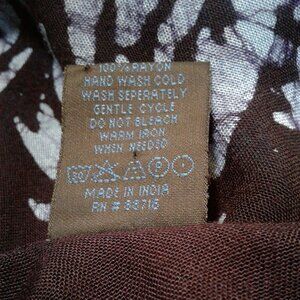 100% RAYON
HAND WASH COLD
WASH SEPERATELY
GENTLE CYCLE
DO NOT BLEACH
WARM IRON
WHEN NEEDED
MADE IN INDIA
RN # 88716